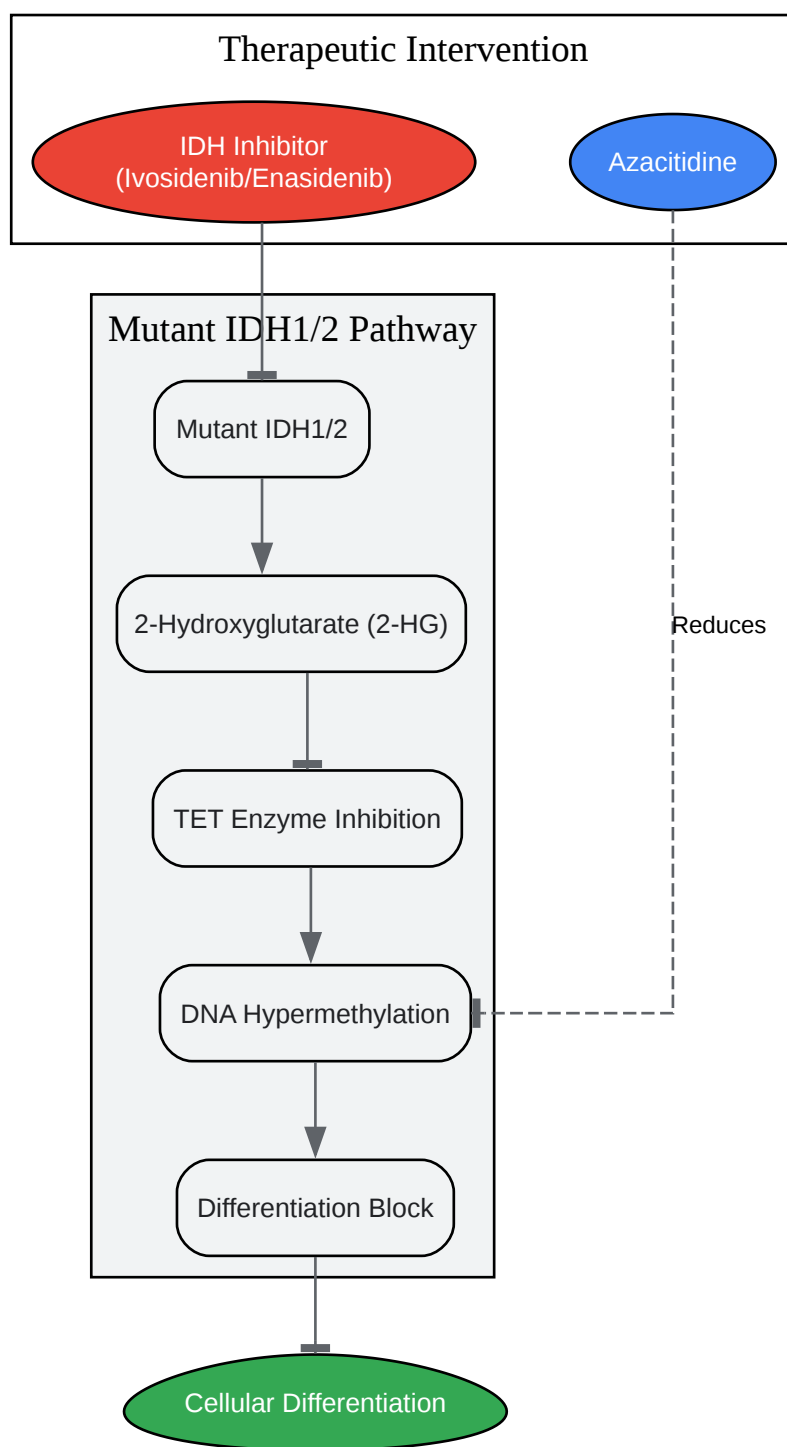 Therapeutic Intervention
IDH Inhibitor
(Ivosidenib/Enasidenib)
Azacitidine
Mutant IDH1/2 Pathway
Mutant IDH1/2
2-Hydroxyglutarate (2-HG)
Reduces
TET Enzyme Inhibition
DNA Hypermethylation
Differentiation Block
Cellular Differentiation